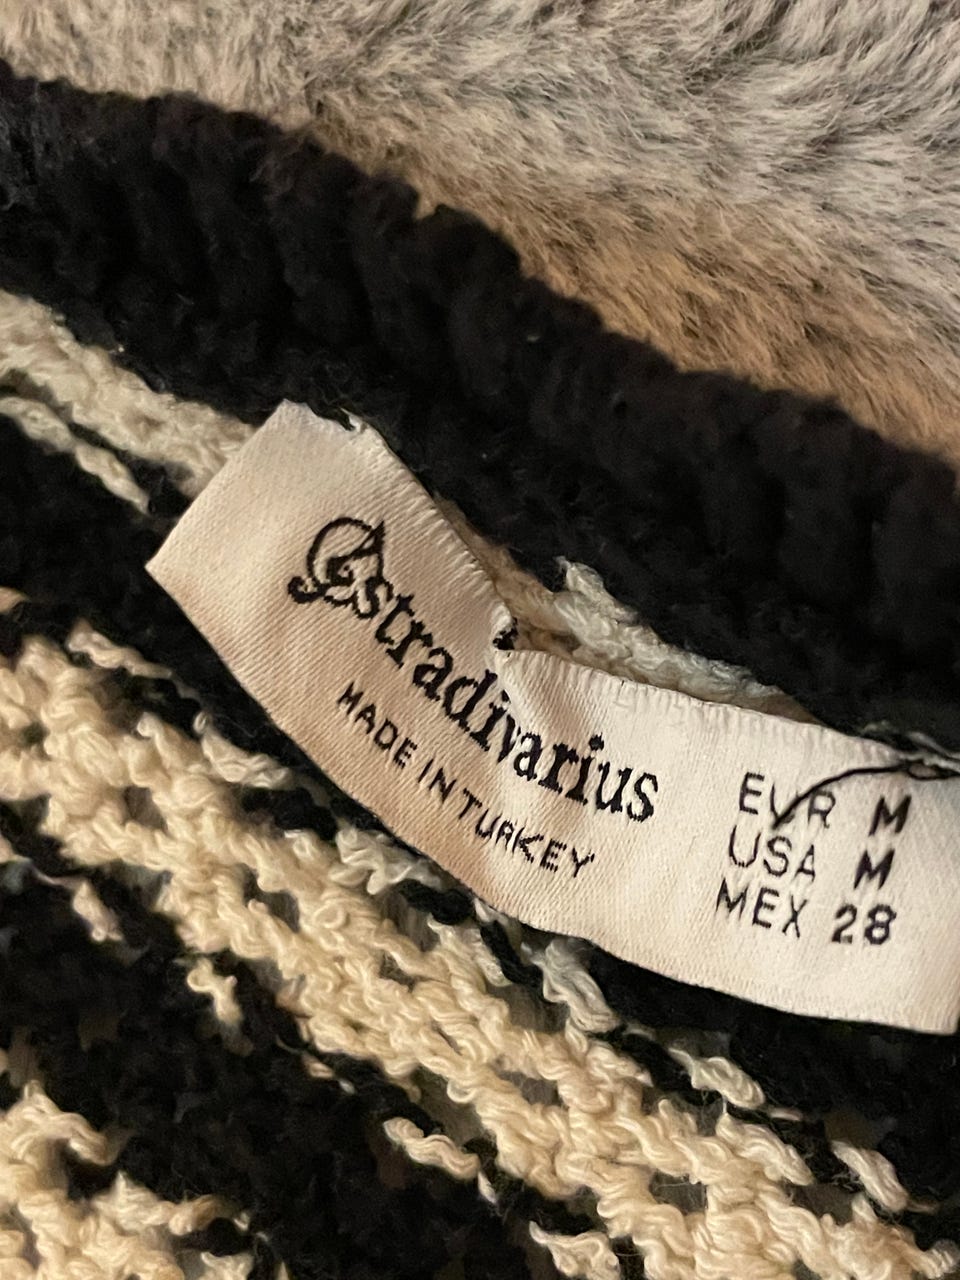 Stradivarius
MADE IN TURKEY
EUR M
USA M
MEX 28